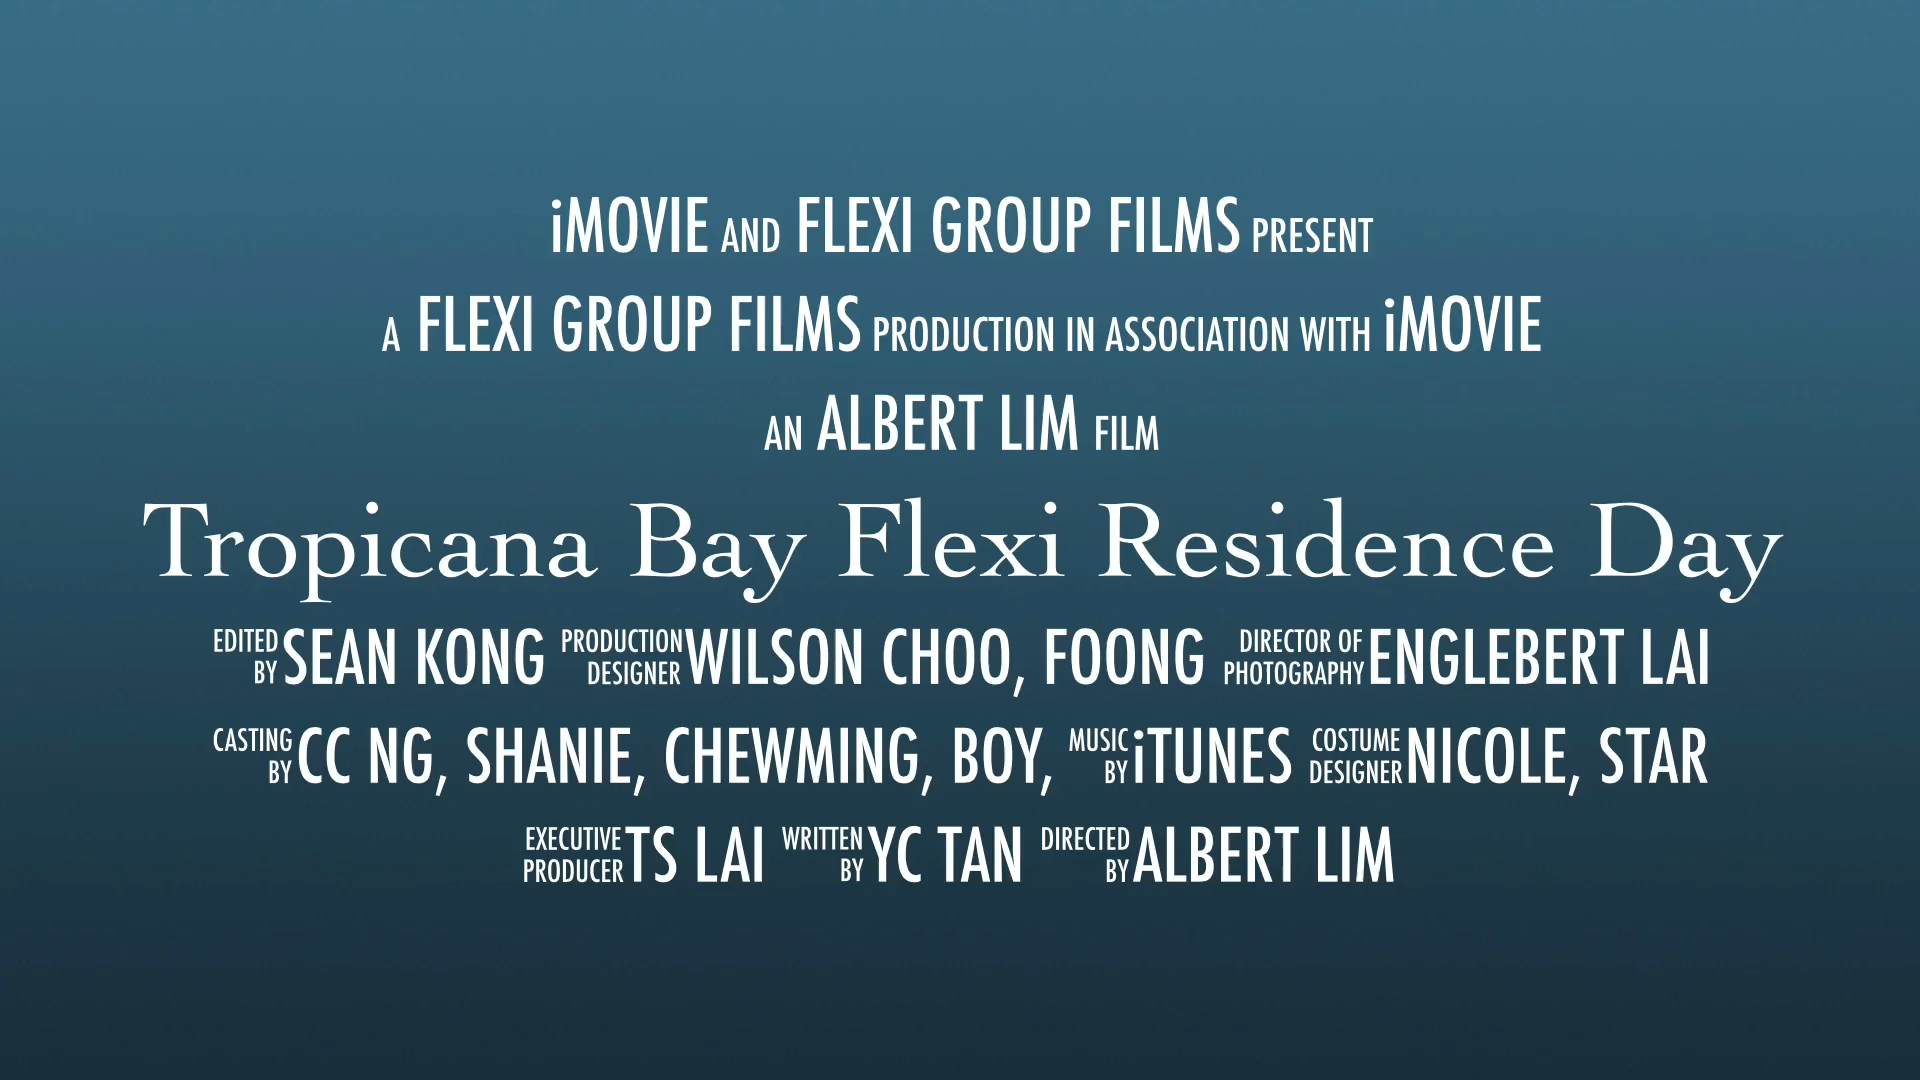 iMOVIE AND FLEXI GROUP FILMS PRESENT
A FLEXI GROUP FILMS PRODUCTION IN ASSOCIATION WITH iMOVIE
AN ALBERT LIM FILM
Tropicana Bay Flexi Residence Day
EDITED BY SEAN KONG PRODUCTION DESIGNER WILSON CHOO, FOONG DIRECTOR OF PHOTOGRAPHY ENGLEBERT LAI
CASTING BY CC NG, SHANIE, CHEWMING, BOY, MUSIC BY iTUNES COSTUME DESIGNER NICOLE, STAR
EXECUTIVE PRODUCER TS LAI WRITTEN BY YC TAN DIRECTED BY ALBERT LIM